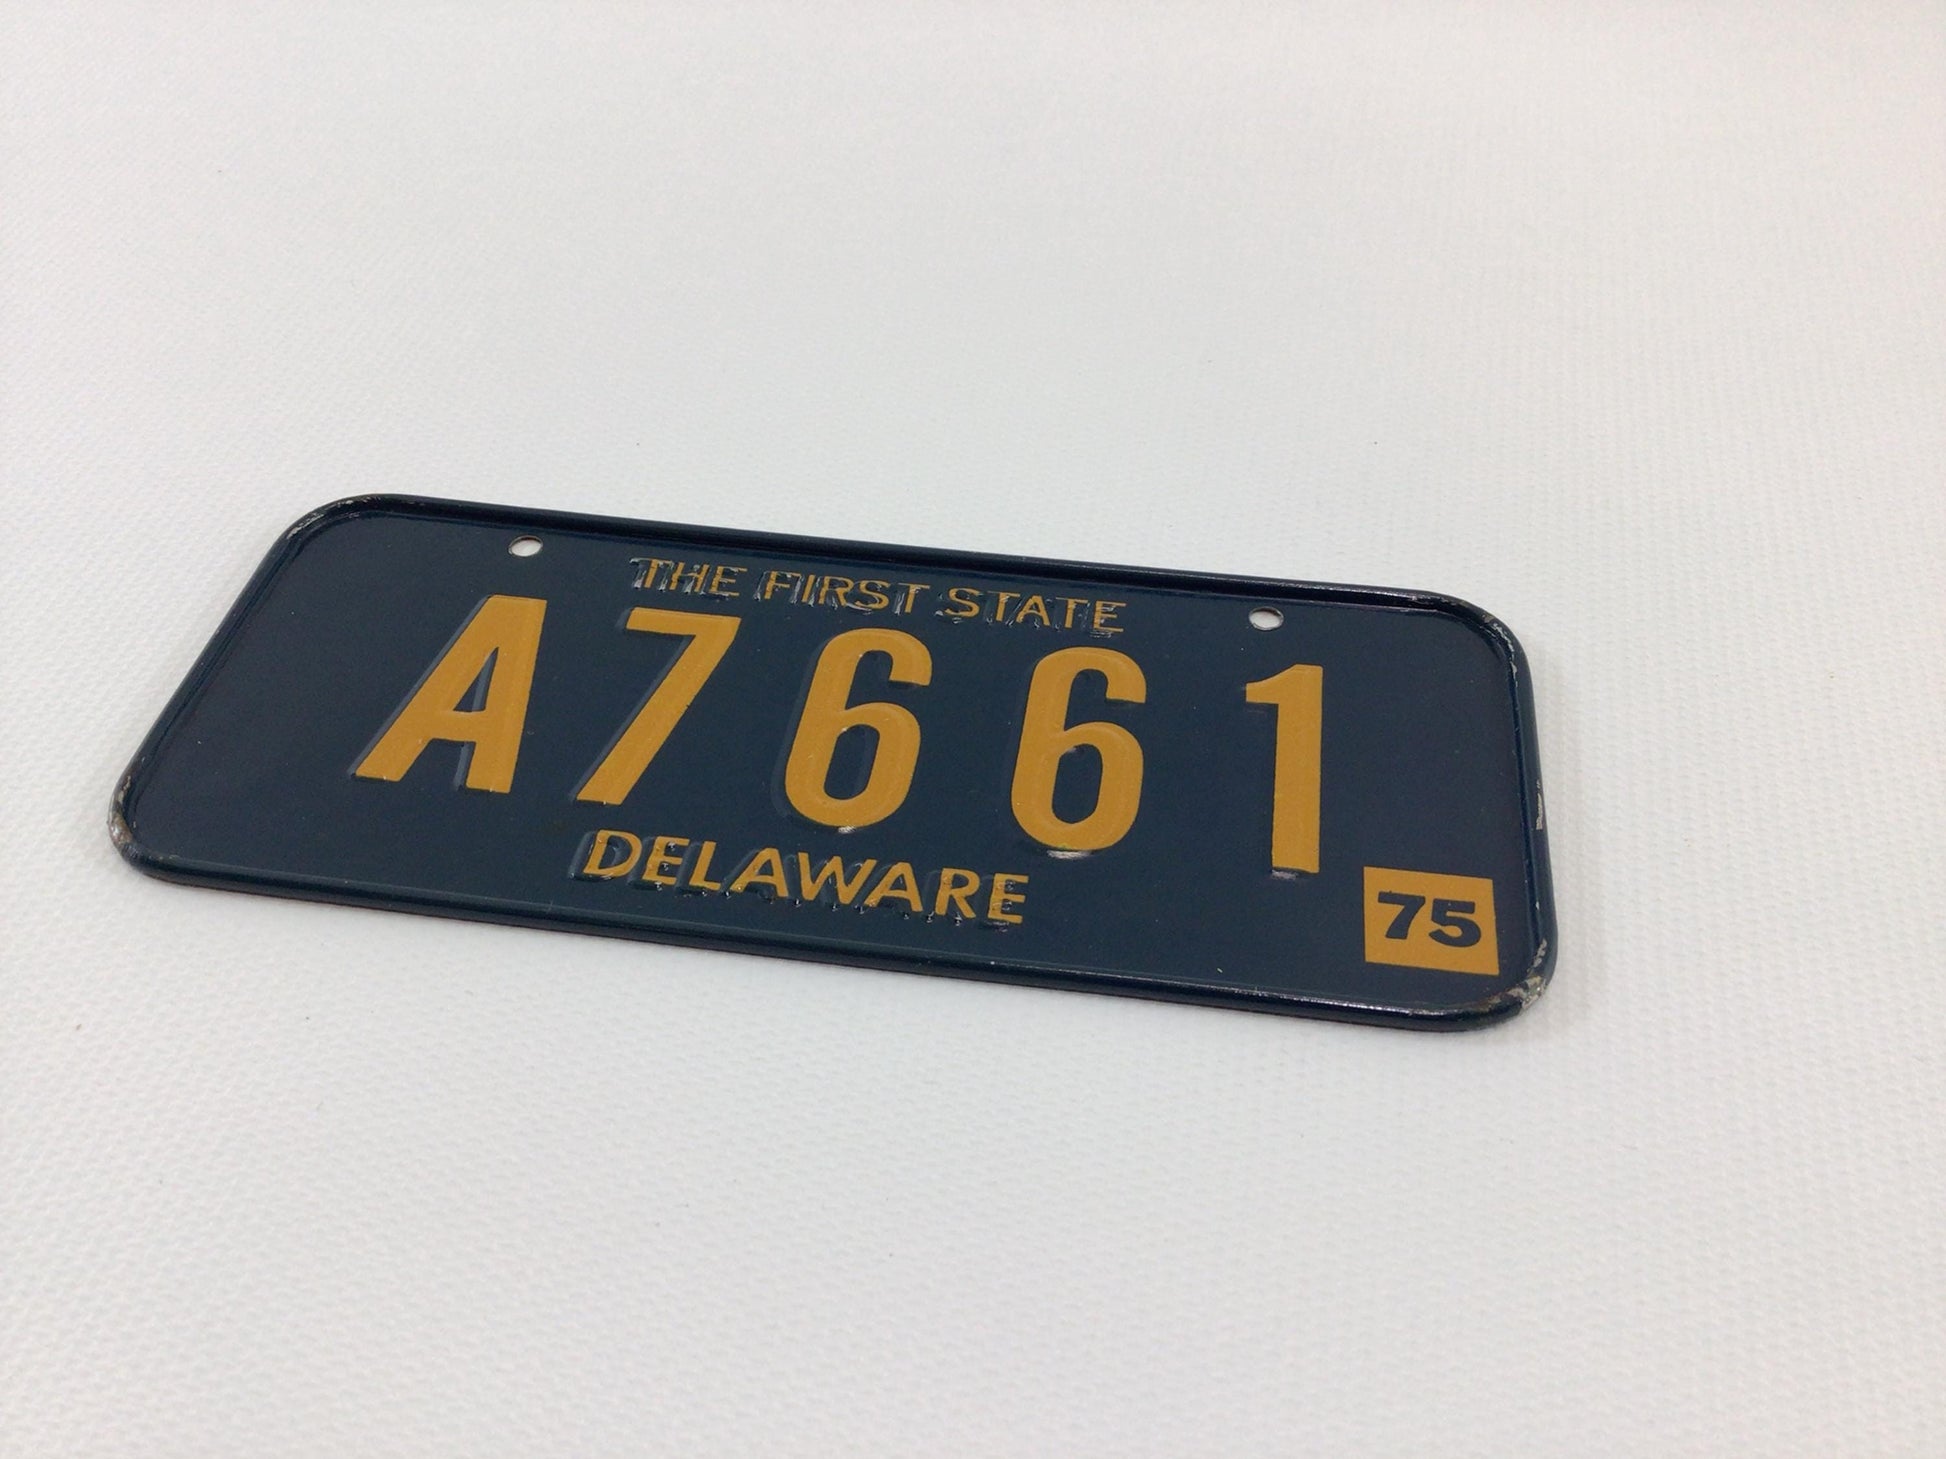 THE FIRST STATE
A7661
DELAWARE
75